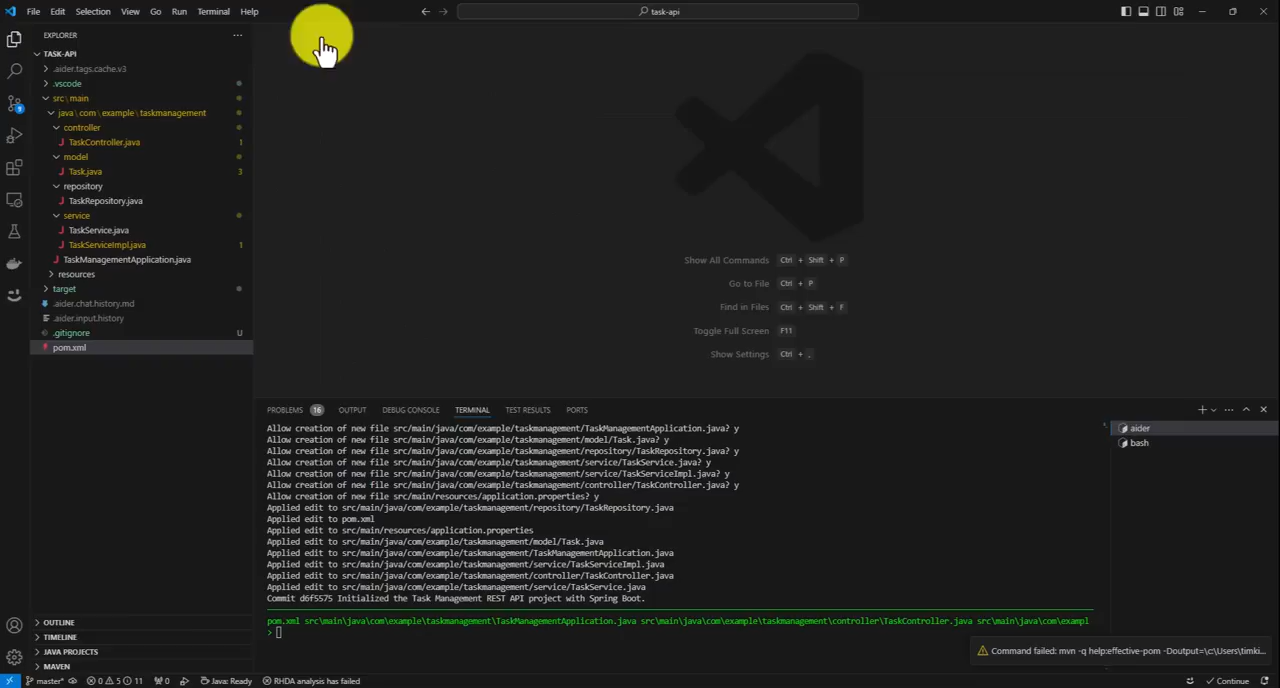 File Edit Selection View Go Run Terminal Help
task-api
EXPLORER
TASK-API
.aider.tags.cache.v3
.vscode
src\main
java\com\example\taskmanagement
controller
TaskController.java 1
model
Task.java 3
repository
TaskRepository.java
service
TaskService.java
TaskServiceImpl.java 1
TaskManagementApplication.java
resources
target
.aider.chat.history.md
.aider.input.history
.gitignore U
pom.xml
9
Show All Commands Ctrl + Shift + P
Go to File Ctrl + P
Find in Files Ctrl + Shift + F
Toggle Full Screen F11
Show Settings Ctrl + ,
PROBLEMS 16 OUTPUT DEBUG CONSOLE TERMINAL TEST RESULTS PORTS
Allow creation of new file src/main/java/com/example/taskmanagement/TaskManagementApplication.java? y
Allow creation of new file src/main/java/com/example/taskmanagement/model/Task.java? y
Allow creation of new file src/main/java/com/example/taskmanagement/repository/TaskRepository.java? y
Allow creation of new file src/main/java/com/example/taskmanagement/service/TaskService.java? y
Allow creation of new file src/main/java/com/example/taskmanagement/service/TaskServiceImpl.java? y
Allow creation of new file src/main/java/com/example/taskmanagement/controller/TaskController.java? y
Allow creation of new file src/main/resources/application.properties? y
Applied edit to src/main/java/com/example/taskmanagement/repository/TaskRepository.java
Applied edit to pom.xml
Applied edit to src/main/resources/application.properties
Applied edit to src/main/java/com/example/taskmanagement/model/Task.java
Applied edit to src/main/java/com/example/taskmanagement/TaskManagementApplication.java
Applied edit to src/main/java/com/example/taskmanagement/service/TaskServiceImpl.java
Applied edit to src/main/java/com/example/taskmanagement/controller/TaskController.java
Applied edit to src/main/java/com/example/taskmanagement/service/TaskService.java
Commit d6f5575 Initialized the Task Management REST API project with Spring Boot.
pom.xml src\main\java\com\example\taskmanagement\TaskManagementApplication.java src\main\java\com\example\taskmanagement\controller\TaskController.java src\main\java\com\exampl
>
aider
bash
Command failed: mvn -q help:effective-pom -Doutput=\c:\Users\timki...
OUTLINE
TIMELINE
JAVA PROJECTS
MAVEN
master* 0 5 11 0 Java: Ready RHDA analysis has failed Continue